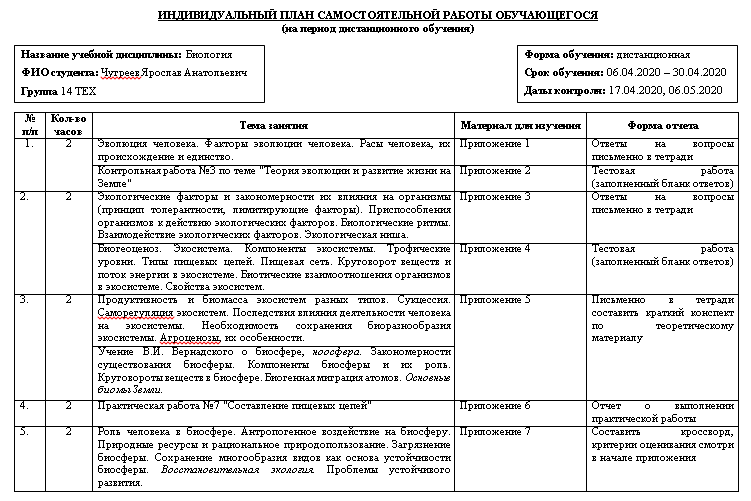 ИНДИВИДУАЛЬНЫЙ ПЛАН САМОСТОЯТЕЛЬНОЙ РАБОТЫ ОБУЧАЮЩЕГОСЯ
(на период дистанционного обучения)
Название учебной дисциплины: Биология
ФИО студента: Чугреев Ярослав Анатольевич
Группа 14 ТЕХ
Форма обучения: дистанционная
Срок обучения: 06.04.2020 – 30.04.2020
Даты контроля: 17.04.2020, 06.05.2020
№ п/п
Кол-во часов
Тема занятия
Материал для изучения
Форма отчета
1.
2
Эволюция человека. Факторы эволюции человека. Расы человека, их
происхождение и единство.
Приложение 1
Ответы на вопросы
письменно в тетради
Контрольная работа №3 по теме "Теория эволюции и развитие жизни на
Земле"
Приложение 2
Тестовая работа
(заполненный бланк ответов)
2.
2
Экологические факторы и закономерности их влияния на организмы
(принцип толерантности, лимитирующие факторы). Приспособления
организмов к действию экологических факторов. Биологические ритмы.
Взаимодействие экологических факторов. Экологическая ниша.
Приложение 3
Ответы на вопросы
письменно в тетради
Биогеоценоз. Экосистема. Компоненты экосистемы. Трофические
уровни. Типы пищевых цепей. Пищевая сеть. Круговорот веществ и
поток энергии в экосистеме. Биотические взаимоотношения организмов
в экосистеме. Свойства экосистем.
Приложение 4
Тестовая работа
(заполненный бланк ответов)
3.
2
Продуктивность и биомасса экосистем разных типов. Сукцессия.
Саморегуляция экосистем. Последствия влияния деятельности человека
на экосистемы. Необходимость сохранения биоразнообразия
экосистемы. Агроценозы, их особенности.
Приложение 5
Письменно в тетради
составить краткий конспект
по теоретическому
материалу
Учение В.И. Вернадского о биосфере, ноосфера. Закономерности
существования биосферы. Компоненты биосферы и их роль.
Круговороты веществ в биосфере. Биогенная миграция атомов. Основные
биомы Земли.
4.
2
Практическая работа №7 "Составление пищевых цепей"
Приложение 6
Отчет о выполнении
практической работы
5.
2
Роль человека в биосфере. Антропогенное воздействие на биосферу.
Природные ресурсы и рациональное природопользование. Загрязнение
биосферы. Сохранение многообразия видов как основа устойчивости
биосферы. Восстановительная экология. Проблемы устойчивого
развития.
Приложение 7
Составить кроссворд,
критерии оценивания смотри
в начале приложения